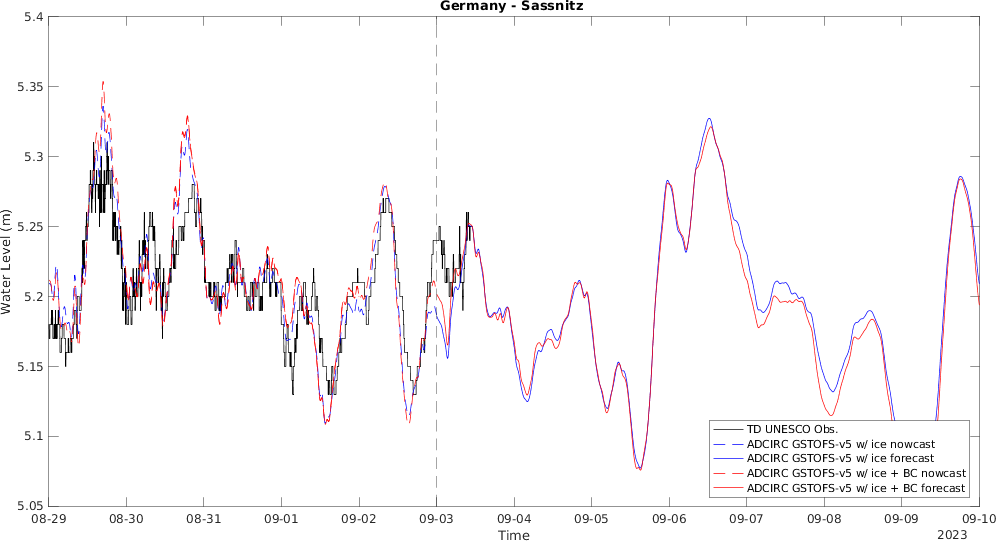 Germany - Sassnitz
5.4
5.35
5.3
5.25
5.2
5.15
5.1
5.05
Water Level (m)
TD UNESCO Obs.
ADCIRC GSTOFS-v5 w/ ice nowcast
ADCIRC GSTOFS-v5 w/ ice forecast
ADCIRC GSTOFS-v5 w/ ice + BC nowcast
ADCIRC GSTOFS-v5 w/ ice + BC forecast
08-29 08-30 08-31 09-01 09-02 09-03 09-04 09-05 09-06 09-07 09-08 09-09 09-10
Time
2023